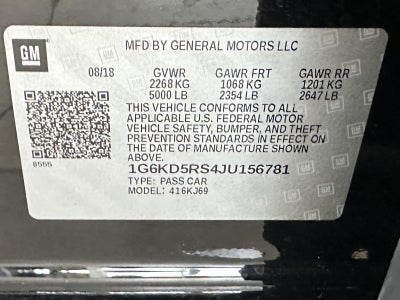 GM
MFD BY GENERAL MOTORS LLC
08/18 GVWR GAWR FRT GAWR RR
2268 KG 1068 KG 1201 KG
5000 LB 2354 LB 2647 LB
THIS VEHICLE CONFORMS TO ALL
APPLICABLE U.S. FEDERAL MOTOR
VEHICLE SAFETY, BUMPER, AND THEFT
PREVENTION STANDARDS IN EFFECT ON
THE DATE OF MANUFACTURE SHOWN
ABOVE.
8555
1G6KD5RS4JU156781
TYPE: PASS CAR
MODEL: 416KJ69